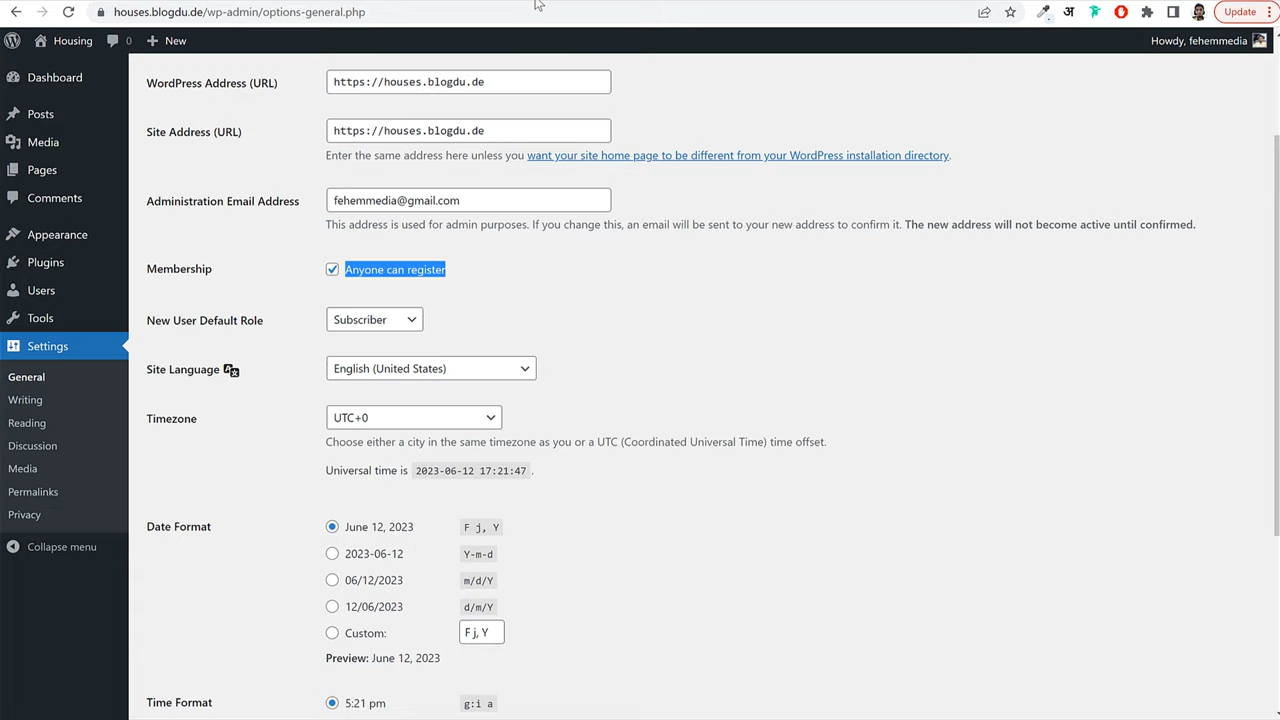 houses.blogdu.de/wp-admin/options-general.php
अ
Update
Housing
0
New
Howdy, fehemmedia
Dashboard
Posts
Media
Pages
Comments
Appearance
Plugins
Users
Tools
Settings
General
Writing
Reading
Discussion
Media
Permalinks
Privacy
Collapse menu
WordPress Address (URL)
https://houses.blogdu.de
Site Address (URL)
https://houses.blogdu.de
Enter the same address here unless you want your site home page to be different from your WordPress installation directory.
Administration Email Address
fehemmedia@gmail.com
This address is used for admin purposes. If you change this, an email will be sent to your new address to confirm it. The new address will not become active until confirmed.
Membership
Anyone can register
New User Default Role
Subscriber
Site Language
English (United States)
Timezone
UTC+0
Choose either a city in the same timezone as you or a UTC (Coordinated Universal Time) time offset.
Universal time is 2023-06-12 17:21:47 .
Date Format
June 12, 2023 F j, Y
2023-06-12 Y-m-d
06/12/2023 m/d/Y
12/06/2023 d/m/Y
Custom: F j, Y
Preview: June 12, 2023
Time Format
5:21 pm g:i a